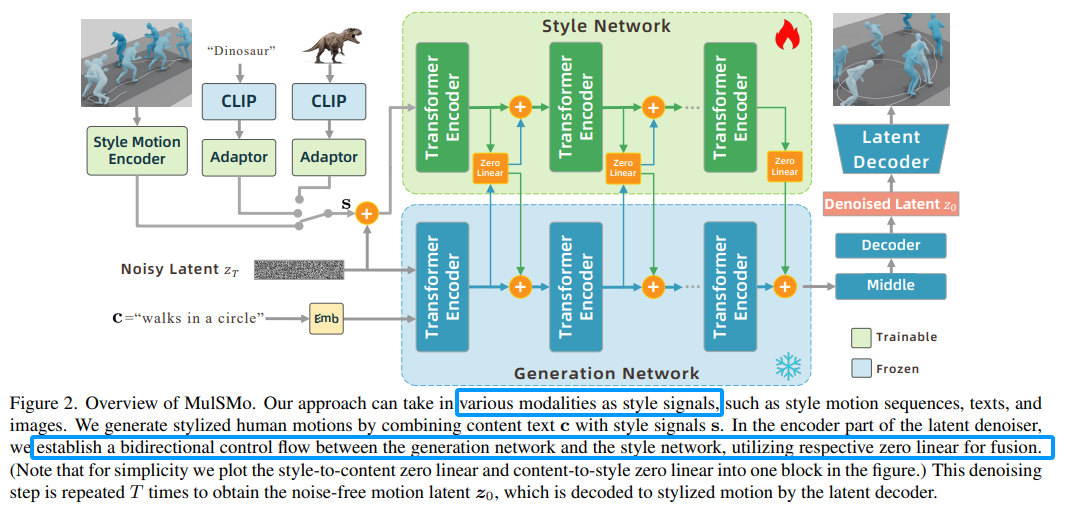 Style Network
"Dinosaur"
CLIP
CLIP
Style Motion
Encoder
Adaptor
Adaptor
Transformer
Encoder
Transformer
Encoder
Transformer
Encoder
Zero
Linear
Zero
Linear
Zero
Linear
Latent
Decoder
Denoised Latent z₀
Decoder
Middle
s
Noisy Latent z_T
c="walks in a circle"
Emb
Transformer
Encoder
Transformer
Encoder
Transformer
Encoder
Generation Network
Trainable
Frozen
Figure 2. Overview of MulSMo. Our approach can take in various modalities as style signals, such as style motion sequences, texts, and
images. We generate stylized human motions by combining content text c with style signals s. In the encoder part of the latent denoiser,
we establish a bidirectional control flow between the generation network and the style network, utilizing respective zero linear for fusion.
(Note that for simplicity we plot the style-to-content zero linear and content-to-style zero linear into one block in the figure.) This denoising
step is repeated T times to obtain the noise-free motion latent z₀, which is decoded to stylized motion by the latent decoder.